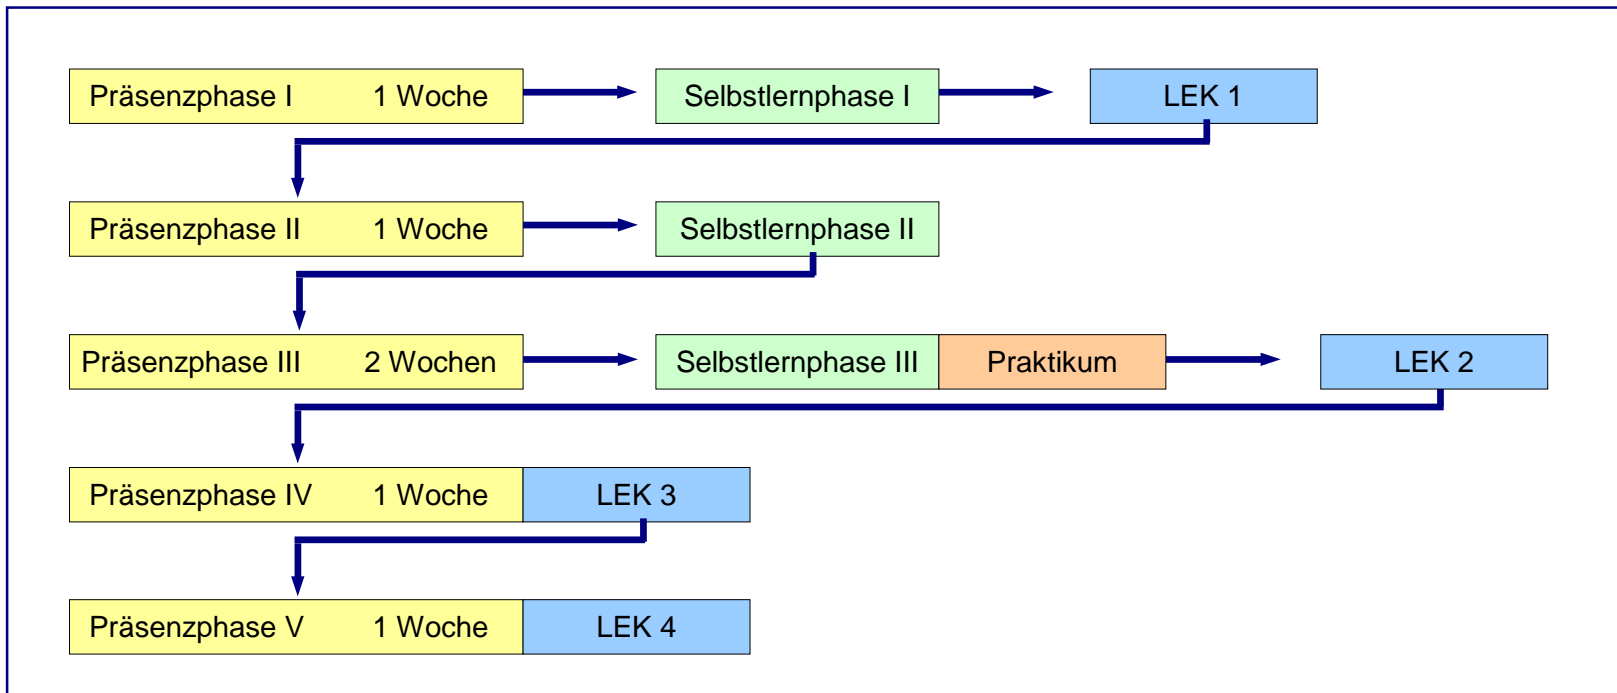 Präsenzphase I 1 Woche Selbstlernphase I LEK 1
Präsenzphase II 1 Woche Selbstlernphase II
Präsenzphase III 2 Wochen Selbstlernphase III Praktikum LEK 2
Präsenzphase IV 1 Woche LEK 3
Präsenzphase V 1 Woche LEK 4